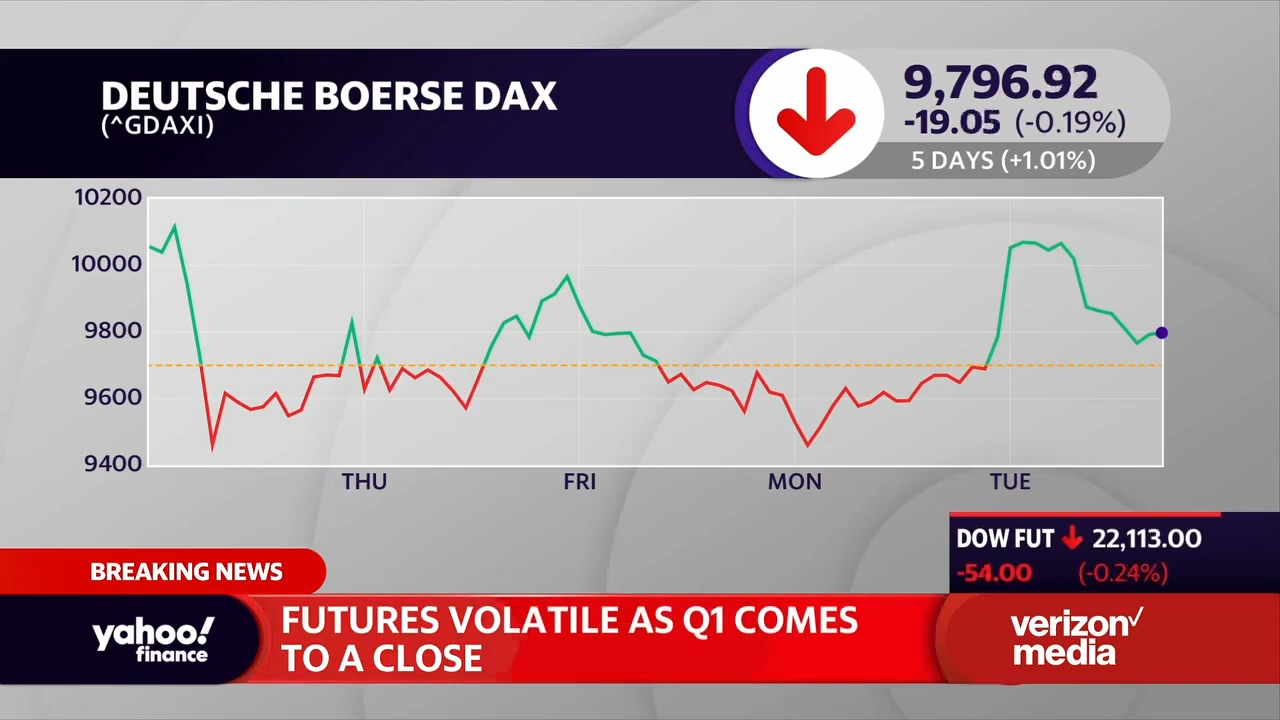 DEUTSCHE BOERSE DAX
(^GDAXI)
9,796.92
-19.05 (-0.19%)
5 DAYS (+1.01%)
10200
10000
9800
9600
9400
THU FRI MON TUE
DOW FUT 22,113.00
-54.00 (-0.24%)
BREAKING NEWS
yahoo!
finance
FUTURES VOLATILE AS Q1 COMES
TO A CLOSE
verizon
media